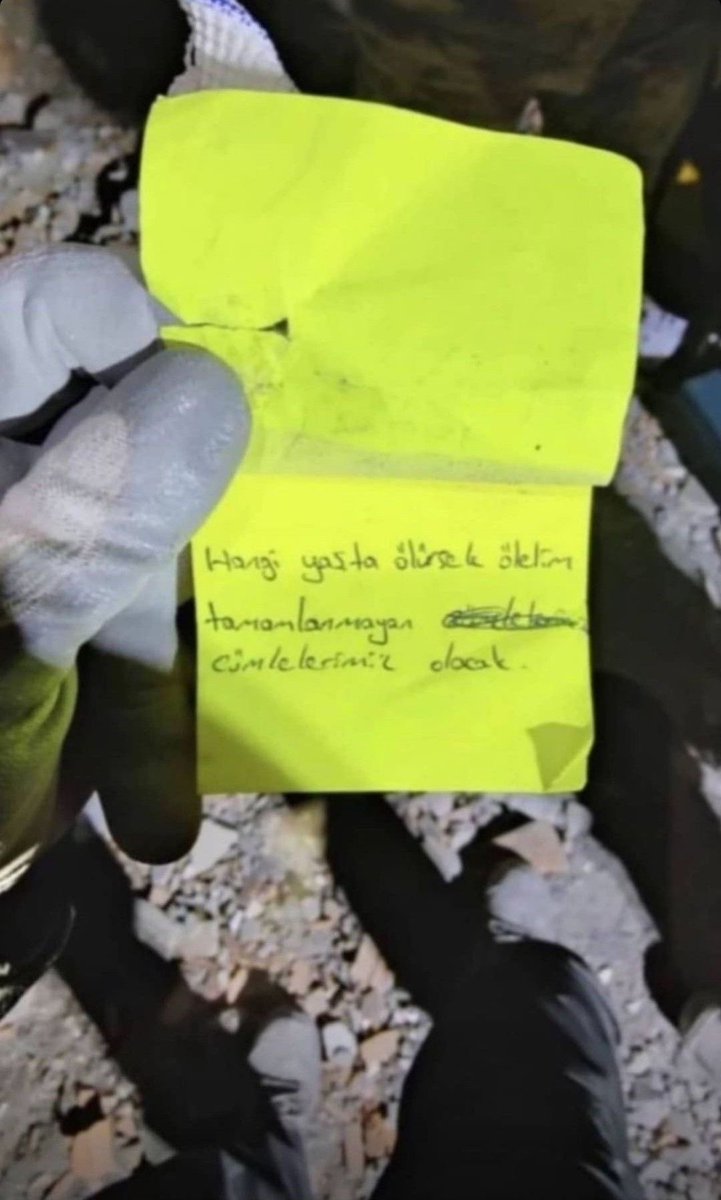 Hangi yaşta ölürsek ölelim
tamamlanmayan
cümlelerimiz olacak.